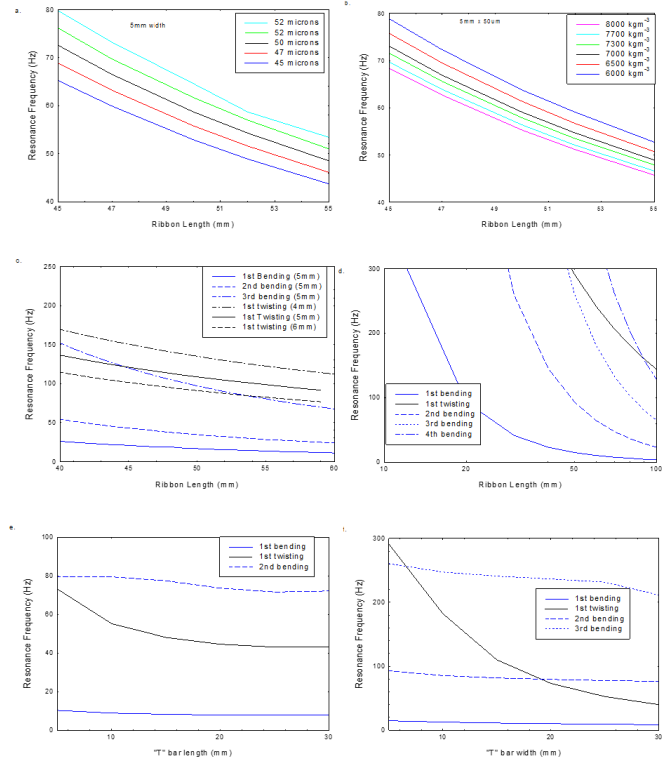 a.
5mm width
52 microns
52 microns
50 microns
47 microns
45 microns
Resonance Frequency (Hz)
80
70
60
50
40
45 47 49 51 53 55
Ribbon Length (mm)
b.
5mm x 50um
8000 kgm-3
7700 kgm-3
7300 kgm-3
7000 kgm-3
6500 kgm-3
6000 kgm-3
Resonance Frequency (Hz)
80
70
60
50
40
45 47 49 51 53 55
Ribbon Length (mm)
c.
1st Bending (5mm)
2nd bending (5mm)
3rd bending (5mm)
1st twisting (4mm)
1st Twisting (5mm)
1st twisting (6mm)
Resonance Frequency (Hz)
250
200
150
100
50
0
40 45 50 55 60
Ribbon Length (mm)
d.
1st bending
1st twisting
2nd bending
3rd bending
4th bending
Resonance Frequency (Hz)
300
200
100
0
10 20 50 100
Ribbon Length (mm)
e.
1st bending
1st twisting
2nd bending
Resonance Frequency (Hz)
100
80
60
40
20
0
10 20 30
"T" bar length (mm)
f.
1st bending
1st twisting
2nd bending
3rd bending
Resonance Frequency (Hz)
300
200
100
0
10 20 30
"T" bar width (mm)